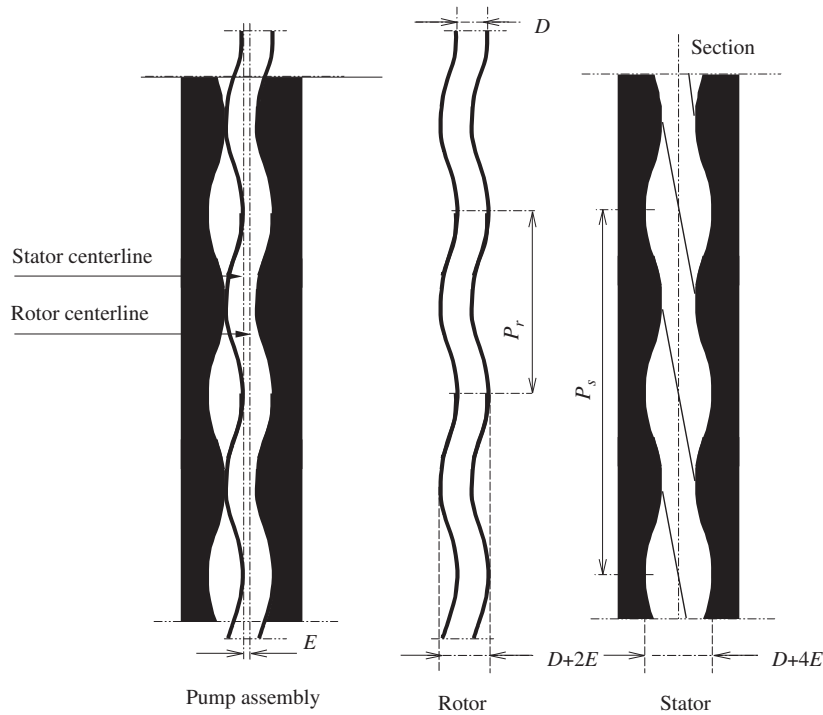 D
Section
Stator centerline
Rotor centerline
P_r
P_s
E
D+2E
D+4E
Pump assembly
Rotor
Stator